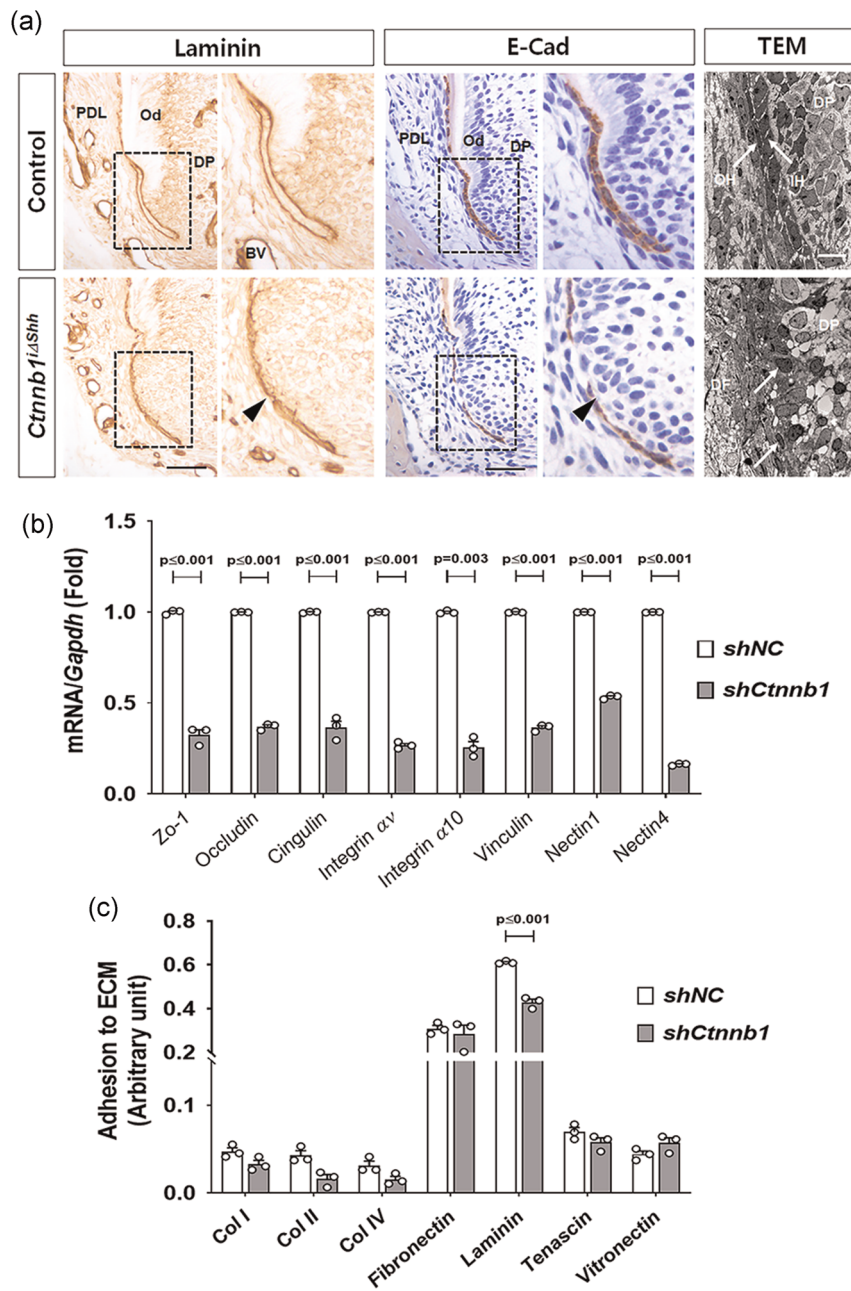 (a)
Laminin
E-Cad
TEM
Control
PDL
Od
DP
BV
PDL
Od
DP
DP
OH
IH
Ctnnb1iΔShh
DP
DF
(b)
mRNA/Gapdh (Fold)
1.5
1.0
0.5
0.0
p≤0.001
p≤0.001
p≤0.001
p≤0.001
p=0.003
p≤0.001
p≤0.001
p≤0.001
shNC
shCtnnb1
Zo-1
Occludin
Cingulin
Integrin αv
Integrin α10
Vinculin
Nectin1
Nectin4
(c)
Adhesion to ECM
(Arbitrary unit)
0.8
0.6
0.4
0.2
0.1
0.0
p≤0.001
shNC
shCtnnb1
Col I
Col II
Col IV
Fibronectin
Laminin
Tenascin
Vitronectin